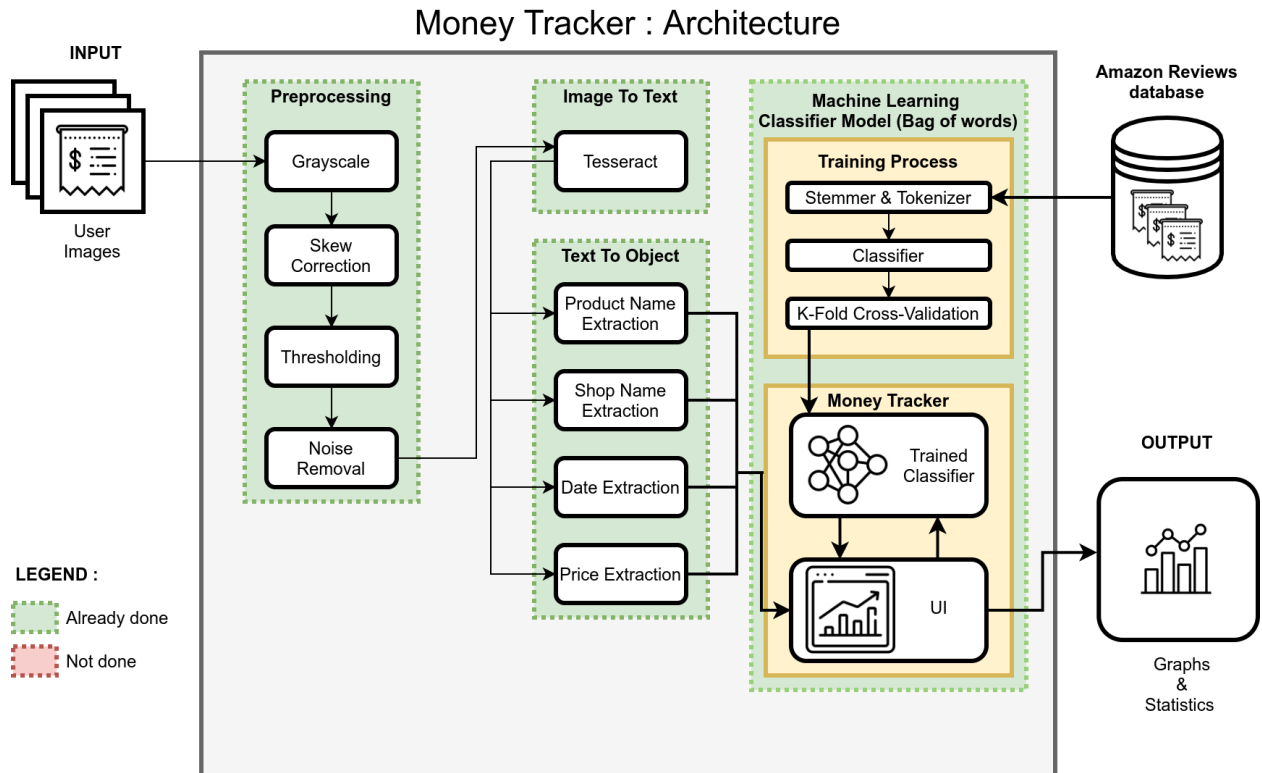 Money Tracker : Architecture
INPUT
$
User
Images
Preprocessing
Grayscale
Skew
Correction
Thresholding
Noise
Removal
Image To Text
Tesseract
Text To Object
Product Name
Extraction
Shop Name
Extraction
Date Extraction
Price Extraction
Machine Learning
Classifier Model (Bag of words)
Training Process
Stemmer & Tokenizer
Classifier
K-Fold Cross-Validation
Money Tracker
Trained
Classifier
UI
Amazon Reviews
database
$
$
$
OUTPUT
Graphs
&
Statistics
LEGEND :
Already done
Not done